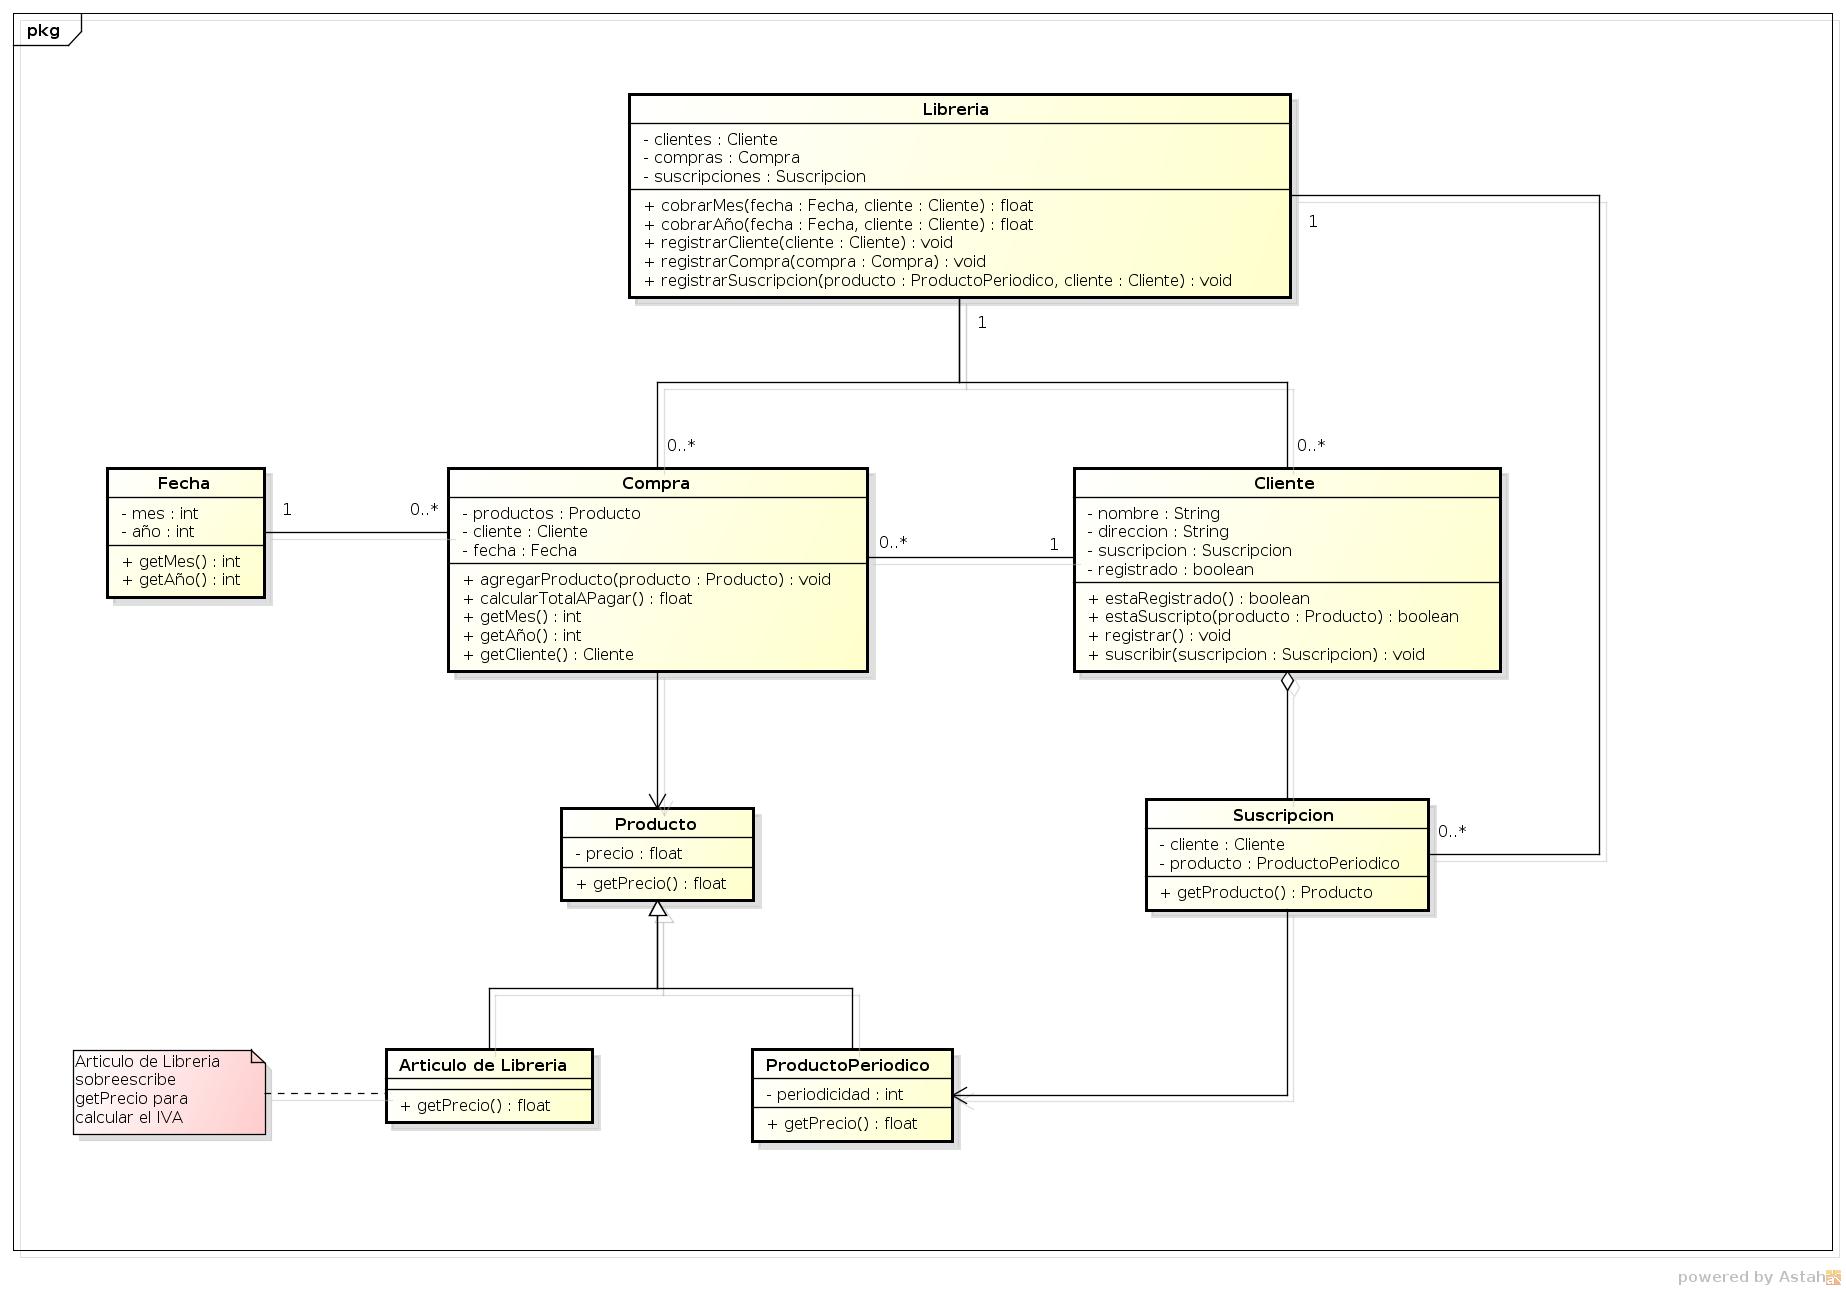 pkg
Libreria
- clientes : Cliente
- compras : Compra
- suscripciones : Suscripcion
+ cobrarMes(fecha : Fecha, cliente : Cliente) : float
+ cobrarAño(fecha : Fecha, cliente : Cliente) : float
+ registrarCliente(cliente : Cliente) : void
+ registrarCompra(compra : Compra) : void
+ registrarSuscripcion(producto : ProductoPeriodico, cliente : Cliente) : void
1
1
0..*
0..*
Fecha
- mes : int
- año : int
+ getMes() : int
+ getAño() : int
1
0..*
Compra
- productos : Producto
- cliente : Cliente
- fecha : Fecha
+ agregarProducto(producto : Producto) : void
+ calcularTotalAPagar() : float
+ getMes() : int
+ getAño() : int
+ getCliente() : Cliente
0..*
1
Cliente
- nombre : String
- direccion : String
- suscripcion : Suscripcion
- registrado : boolean
+ estaRegistrado() : boolean
+ estaSuscripto(producto : Producto) : boolean
+ registrar() : void
+ suscribir(suscripcion : Suscripcion) : void
Producto
- precio : float
+ getPrecio() : float
Suscripcion
- cliente : Cliente
- producto : ProductoPeriodico
+ getProducto() : Producto
0..*
Articulo de Libreria
sobreescribe
getPrecio para
calcular el IVA
Articulo de Libreria
+ getPrecio() : float
ProductoPeriodico
- periodicidad : int
+ getPrecio() : float
powered by Astah